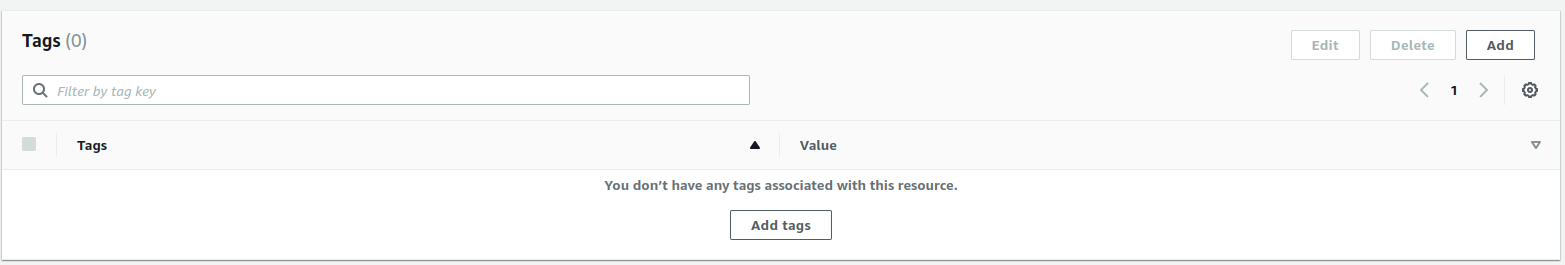 Tags (0)
Edit
Delete
Add
Filter by tag key
1
Tags
Value
You don’t have any tags associated with this resource.
Add tags